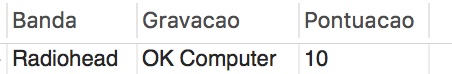 Banda Gravacao Pontuacao
Radiohead OK Computer 10